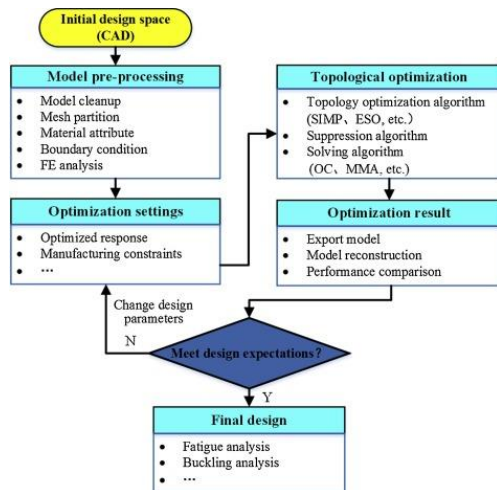 Initial design space
(CAD)
Model pre-processing
• Model cleanup
• Mesh partition
• Material attribute
• Boundary condition
• FE analysis
Optimization settings
• Optimized response
• Manufacturing constraints
• ···
Topological optimization
• Topology optimization algorithm
(SIMP、ESO, etc.）
• Suppression algorithm
• Solving algorithm
(OC、MMA, etc.)
Optimization result
• Export model
• Model reconstruction
• Performance comparison
Change design
parameters
N
Meet design expectations？
Y
Final design
• Fatigue analysis
• Buckling analysis
• ···